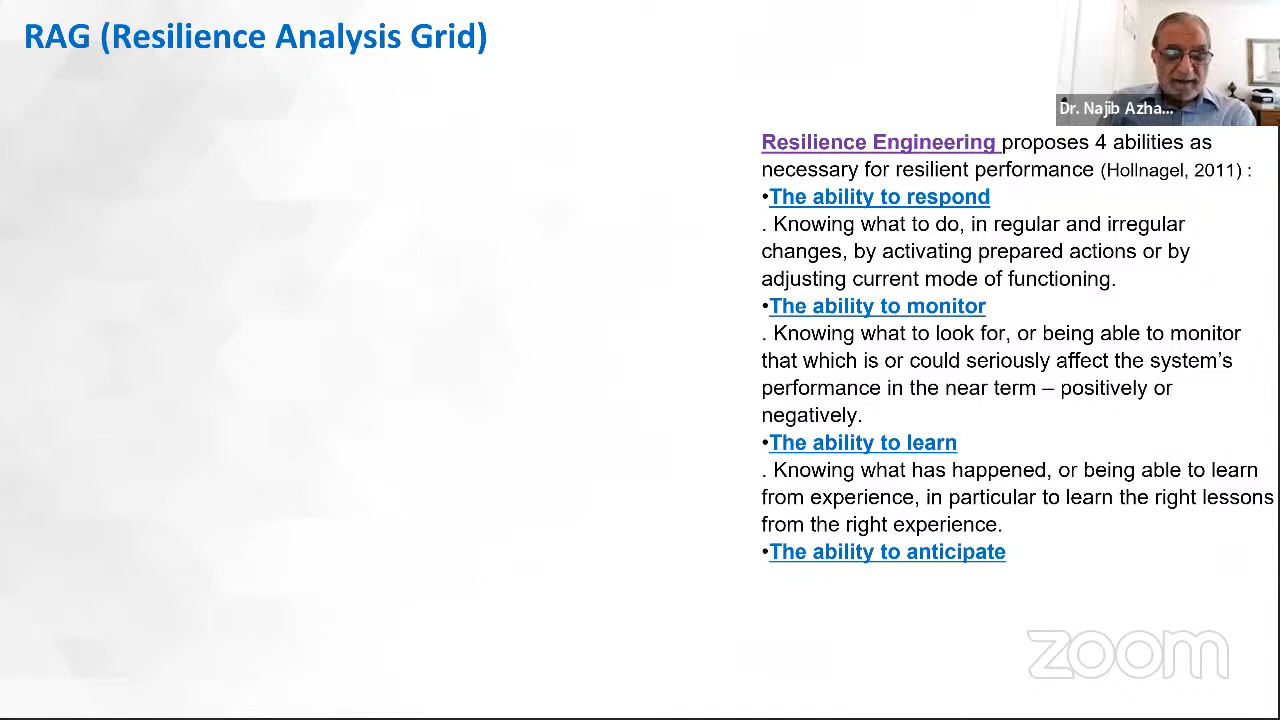 RAG (Resilience Analysis Grid)
Dr. Najib Azha...
Resilience Engineering proposes 4 abilities as
necessary for resilient performance (Hollnagel, 2011) :
•The ability to respond
. Knowing what to do, in regular and irregular
changes, by activating prepared actions or by
adjusting current mode of functioning.
•The ability to monitor
. Knowing what to look for, or being able to monitor
that which is or could seriously affect the system’s
performance in the near term – positively or
negatively.
•The ability to learn
. Knowing what has happened, or being able to learn
from experience, in particular to learn the right lessons
from the right experience.
•The ability to anticipate
zoom